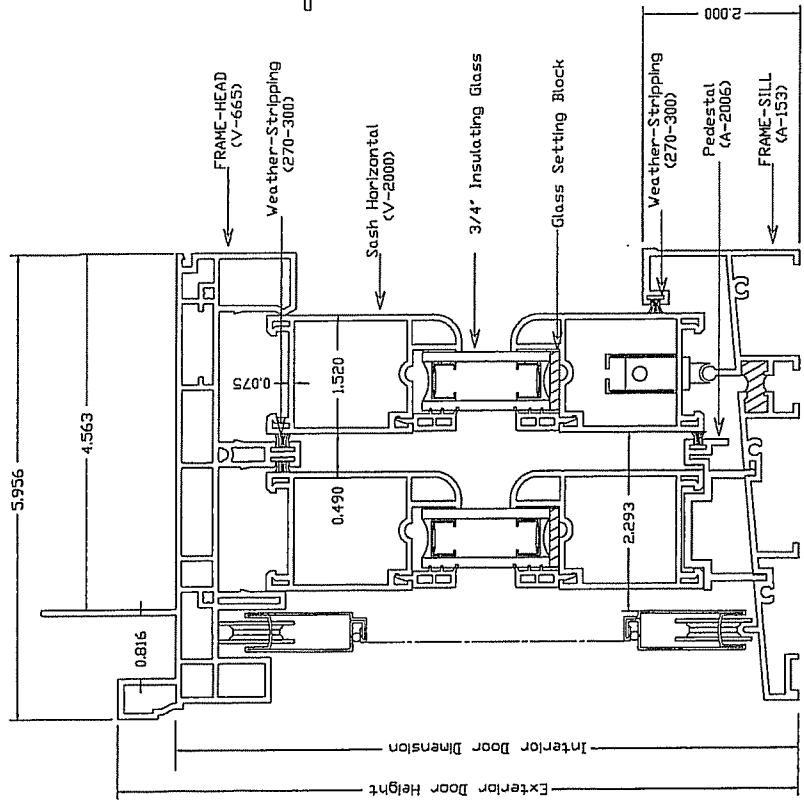 5.956
4.563
0.816
FRAME-HEAD
(V-665)
Weather-Stripping
(270-300)
0.075
Sash Horizontal
(V-2000)
1.520
0.490
3/4" Insulating Glass
Glass Setting Block
2.293
Weather-Stripping
(270-300)
Pedestal
(A-2006)
FRAME-SILL
(A-153)
2.000
Interior Door Dimension
Exterior Door Height